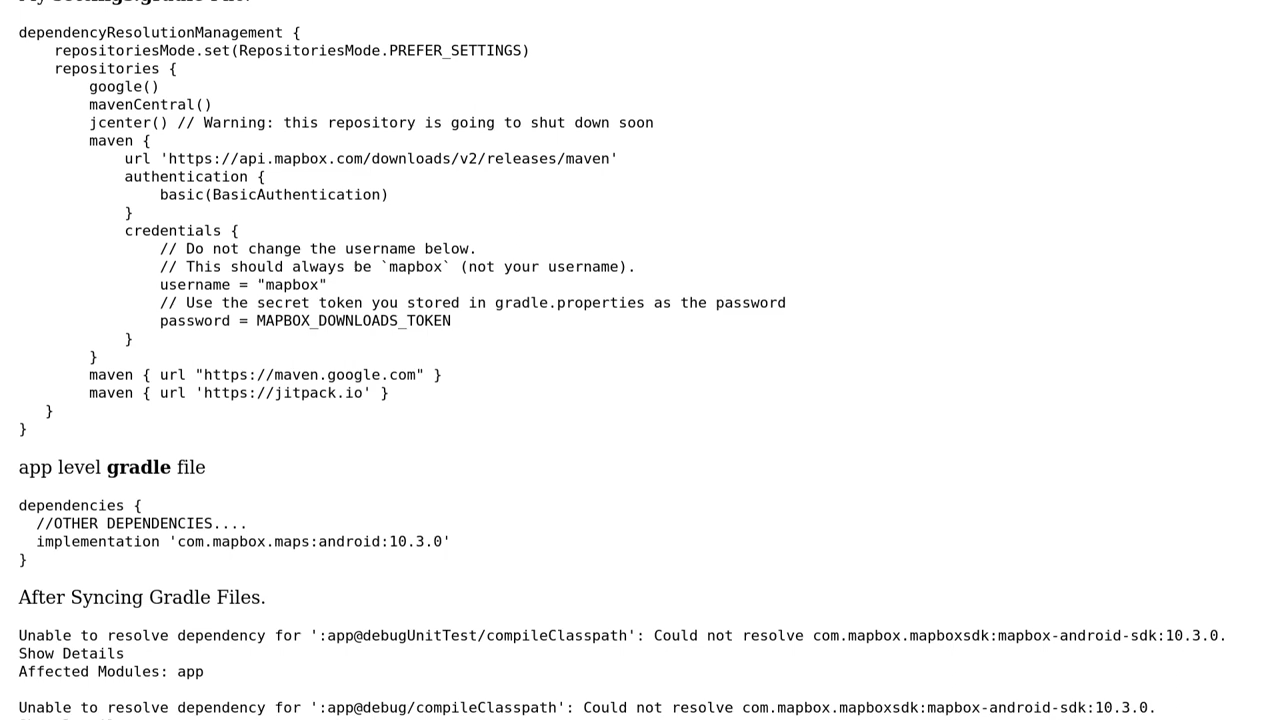 dependencyResolutionManagement {
    repositoriesMode.set(RepositoriesMode.PREFER_SETTINGS)
    repositories {
        google()
        mavenCentral()
        jcenter() // Warning: this repository is going to shut down soon
        maven {
            url 'https://api.mapbox.com/downloads/v2/releases/maven'
            authentication {
                basic(BasicAuthentication)
            }
            credentials {
                // Do not change the username below.
                // This should always be `mapbox` (not your username).
                username = "mapbox"
                // Use the secret token you stored in gradle.properties as the password
                password = MAPBOX_DOWNLOADS_TOKEN
            }
        }
        maven { url "https://maven.google.com" }
        maven { url 'https://jitpack.io' }
   }
}
app level gradle file
dependencies {
  //OTHER DEPENDENCIES....
  implementation 'com.mapbox.maps:android:10.3.0'
}
After Syncing Gradle Files.
Unable to resolve dependency for ':app@debugUnitTest/compileClasspath': Could not resolve com.mapbox.mapboxsdk:mapbox-android-sdk:10.3.0.
Show Details
Affected Modules: app
Unable to resolve dependency for ':app@debug/compileClasspath': Could not resolve com.mapbox.mapboxsdk:mapbox-android-sdk:10.3.0.